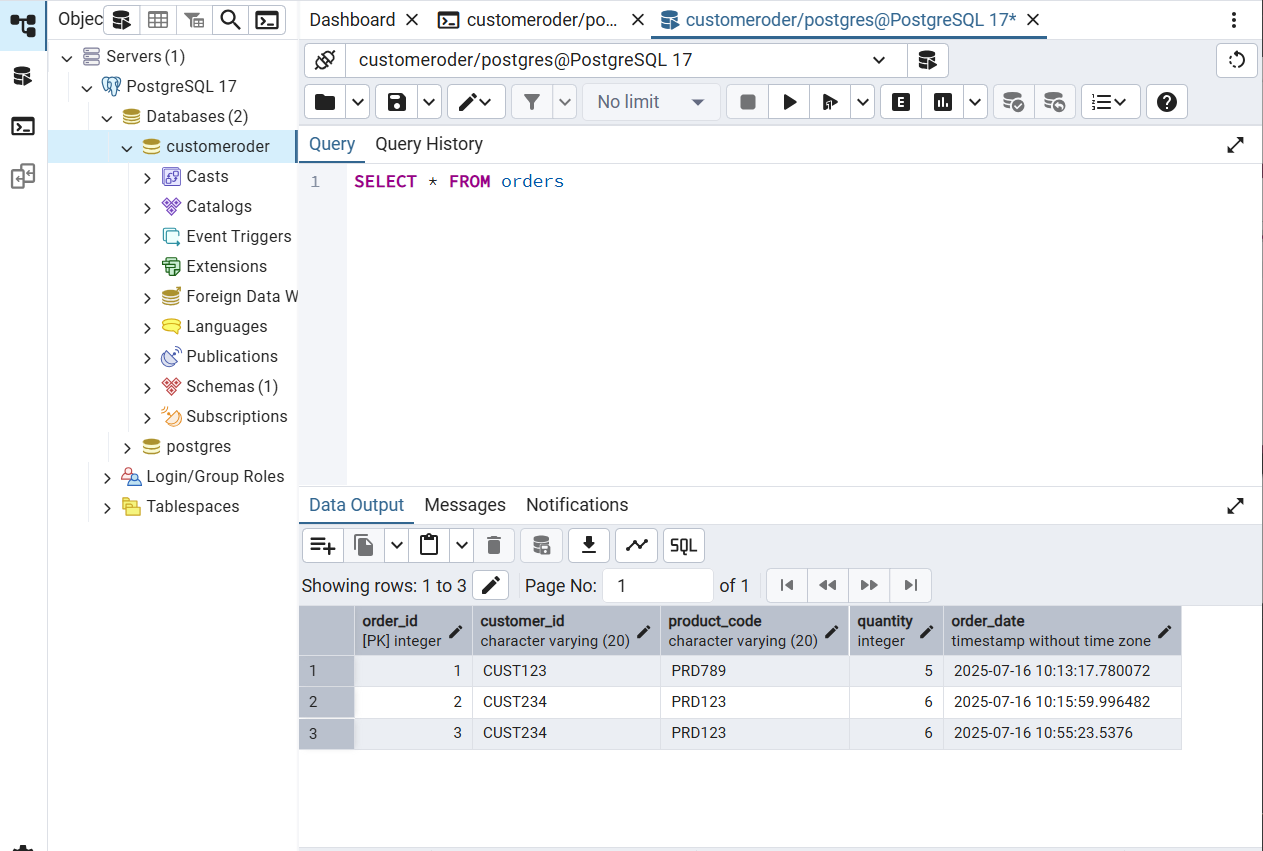 Objec
Dashboard
customeroder/po...
customeroder/postgres@PostgreSQL 17*
Servers (1)
PostgreSQL 17
Databases (2)
customeroder
Casts
Catalogs
Event Triggers
Extensions
Foreign Data W
Languages
Publications
Schemas (1)
Subscriptions
postgres
Login/Group Roles
Tablespaces
customeroder/postgres@PostgreSQL 17
No limit
E
Query Query History
1 SELECT * FROM orders
Data Output Messages Notifications
SQL
Showing rows: 1 to 3 Page No: 1 of 1
order_id customer_id product_code quantity order_date
[PK] integer character varying (20) character varying (20) integer timestamp without time zone
1 1 CUST123 PRD789 5 2025-07-16 10:13:17.780072
2 2 CUST234 PRD123 6 2025-07-16 10:15:59.996482
3 3 CUST234 PRD123 6 2025-07-16 10:55:23.5376